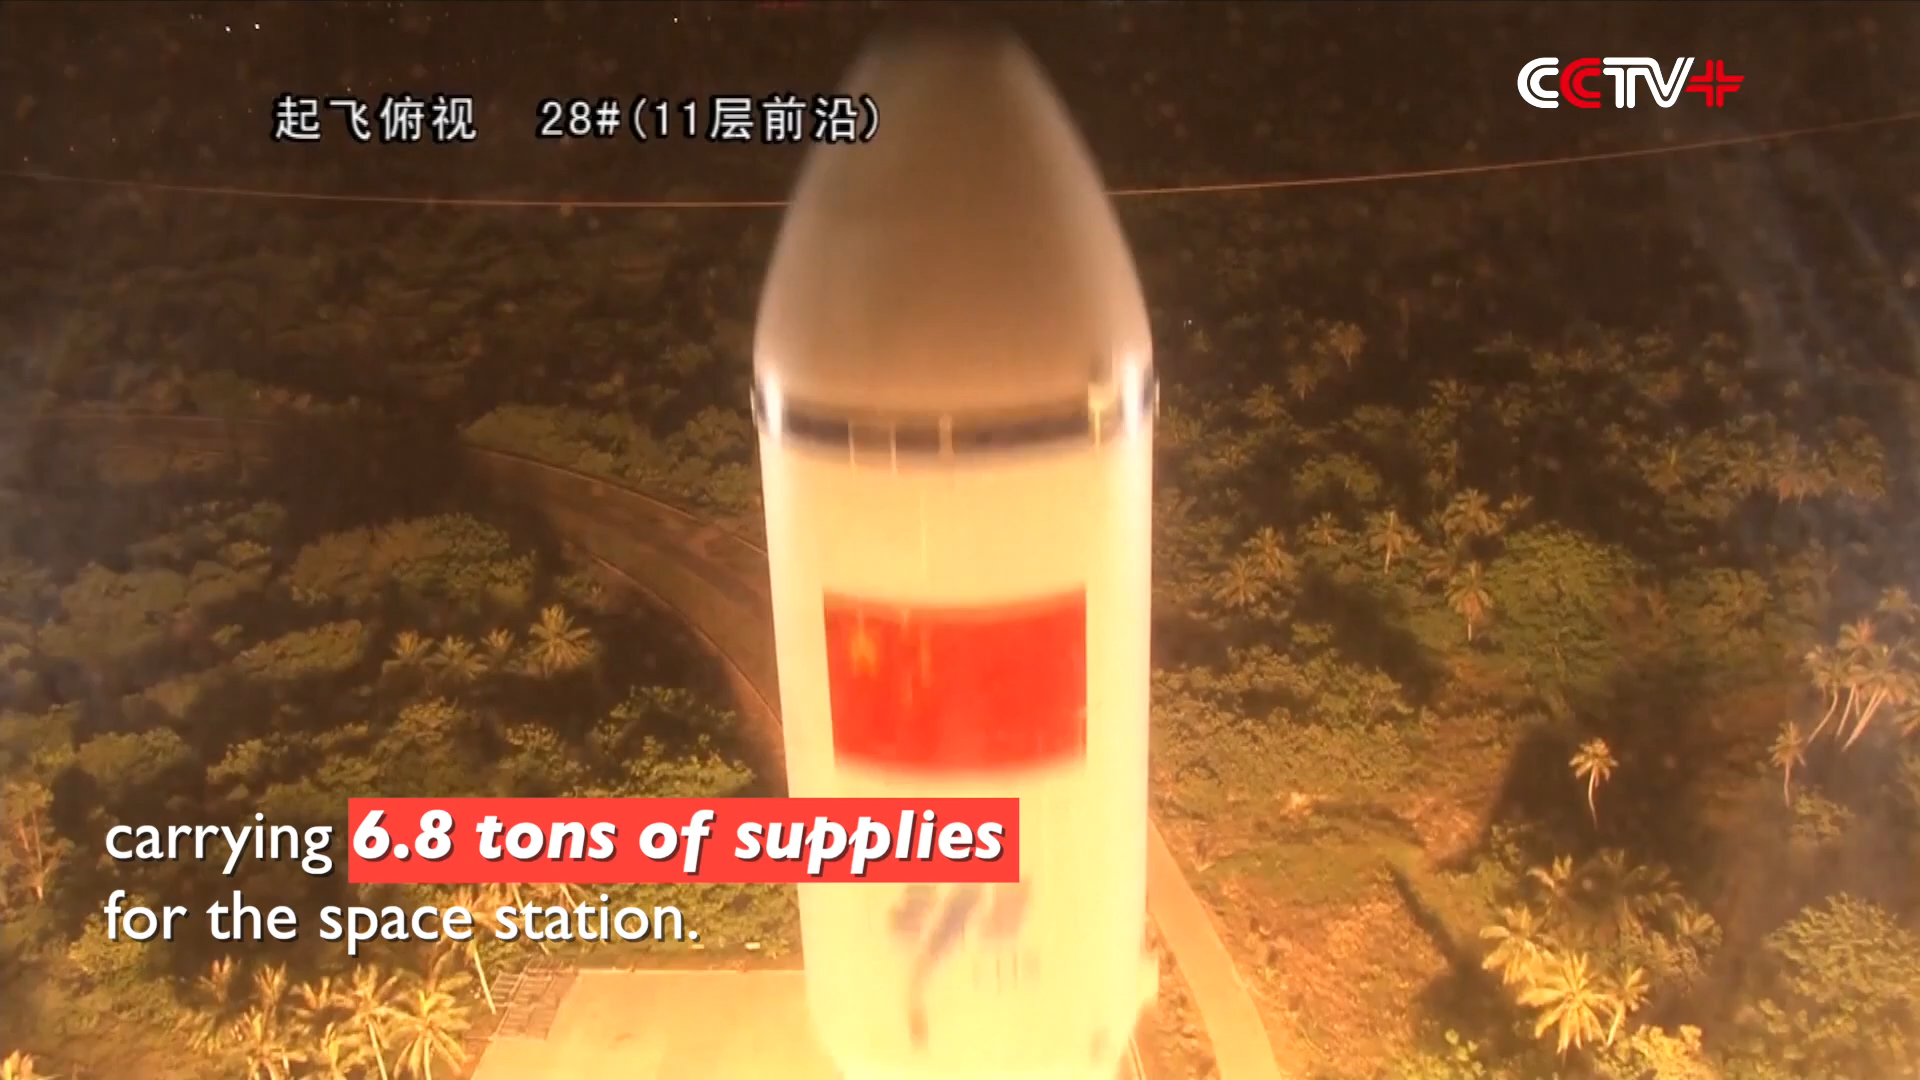 起飞俯视 28#(11层前沿)
CCTV+
carrying 6.8 tons of supplies
for the space station.